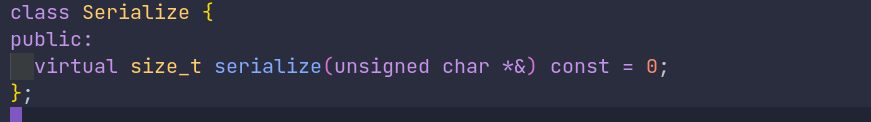 class Serialize {
public:
  virtual size_t serialize(unsigned char *&) const = 0;
};